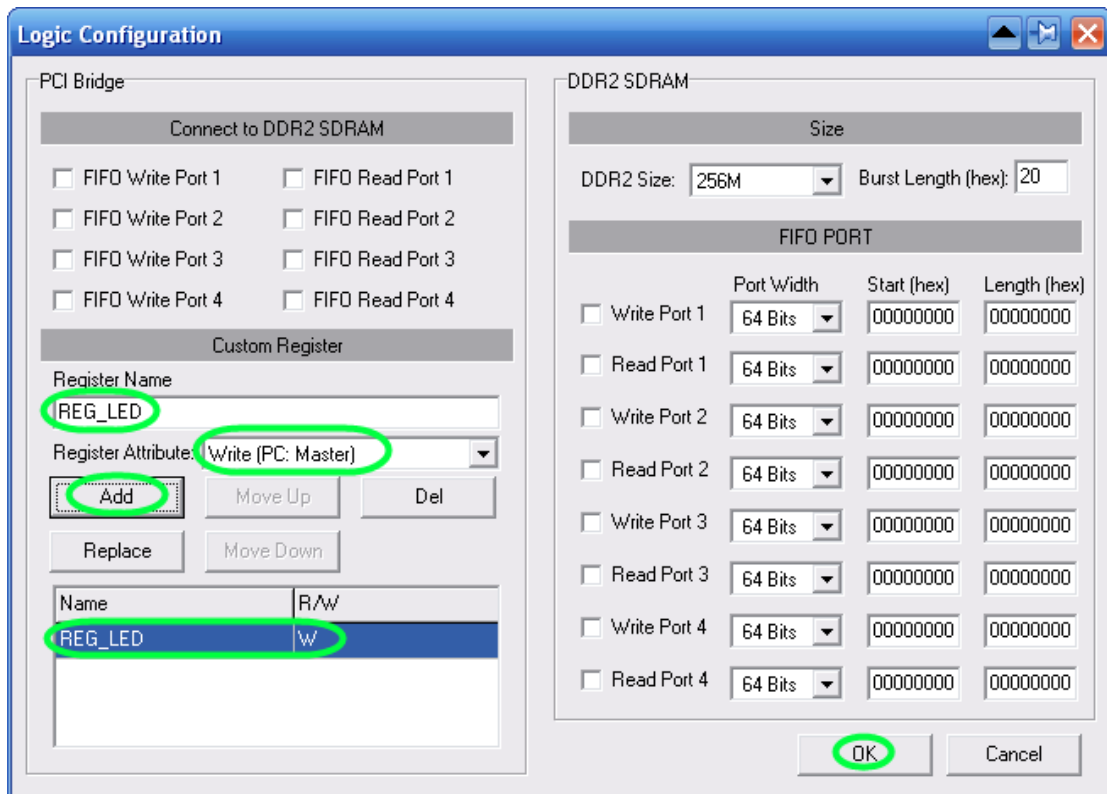 Logic Configuration
PCI Bridge
Connect to DDR2 SDRAM
FIFO Write Port 1 FIFO Read Port 1
FIFO Write Port 2 FIFO Read Port 2
FIFO Write Port 3 FIFO Read Port 3
FIFO Write Port 4 FIFO Read Port 4
Custom Register
Register Name
REG_LED
Register Attribute: Write (PC: Master)
Add Move Up Del
Replace Move Down
Name R/W
REG_LED W
DDR2 SDRAM
Size
DDR2 Size: 256M Burst Length (hex): 20
FIFO PORT
Port Width Start (hex) Length (hex)
Write Port 1 64 Bits 00000000 00000000
Read Port 1 64 Bits 00000000 00000000
Write Port 2 64 Bits 00000000 00000000
Read Port 2 64 Bits 00000000 00000000
Write Port 3 64 Bits 00000000 00000000
Read Port 3 64 Bits 00000000 00000000
Write Port 4 64 Bits 00000000 00000000
Read Port 4 64 Bits 00000000 00000000
OK Cancel